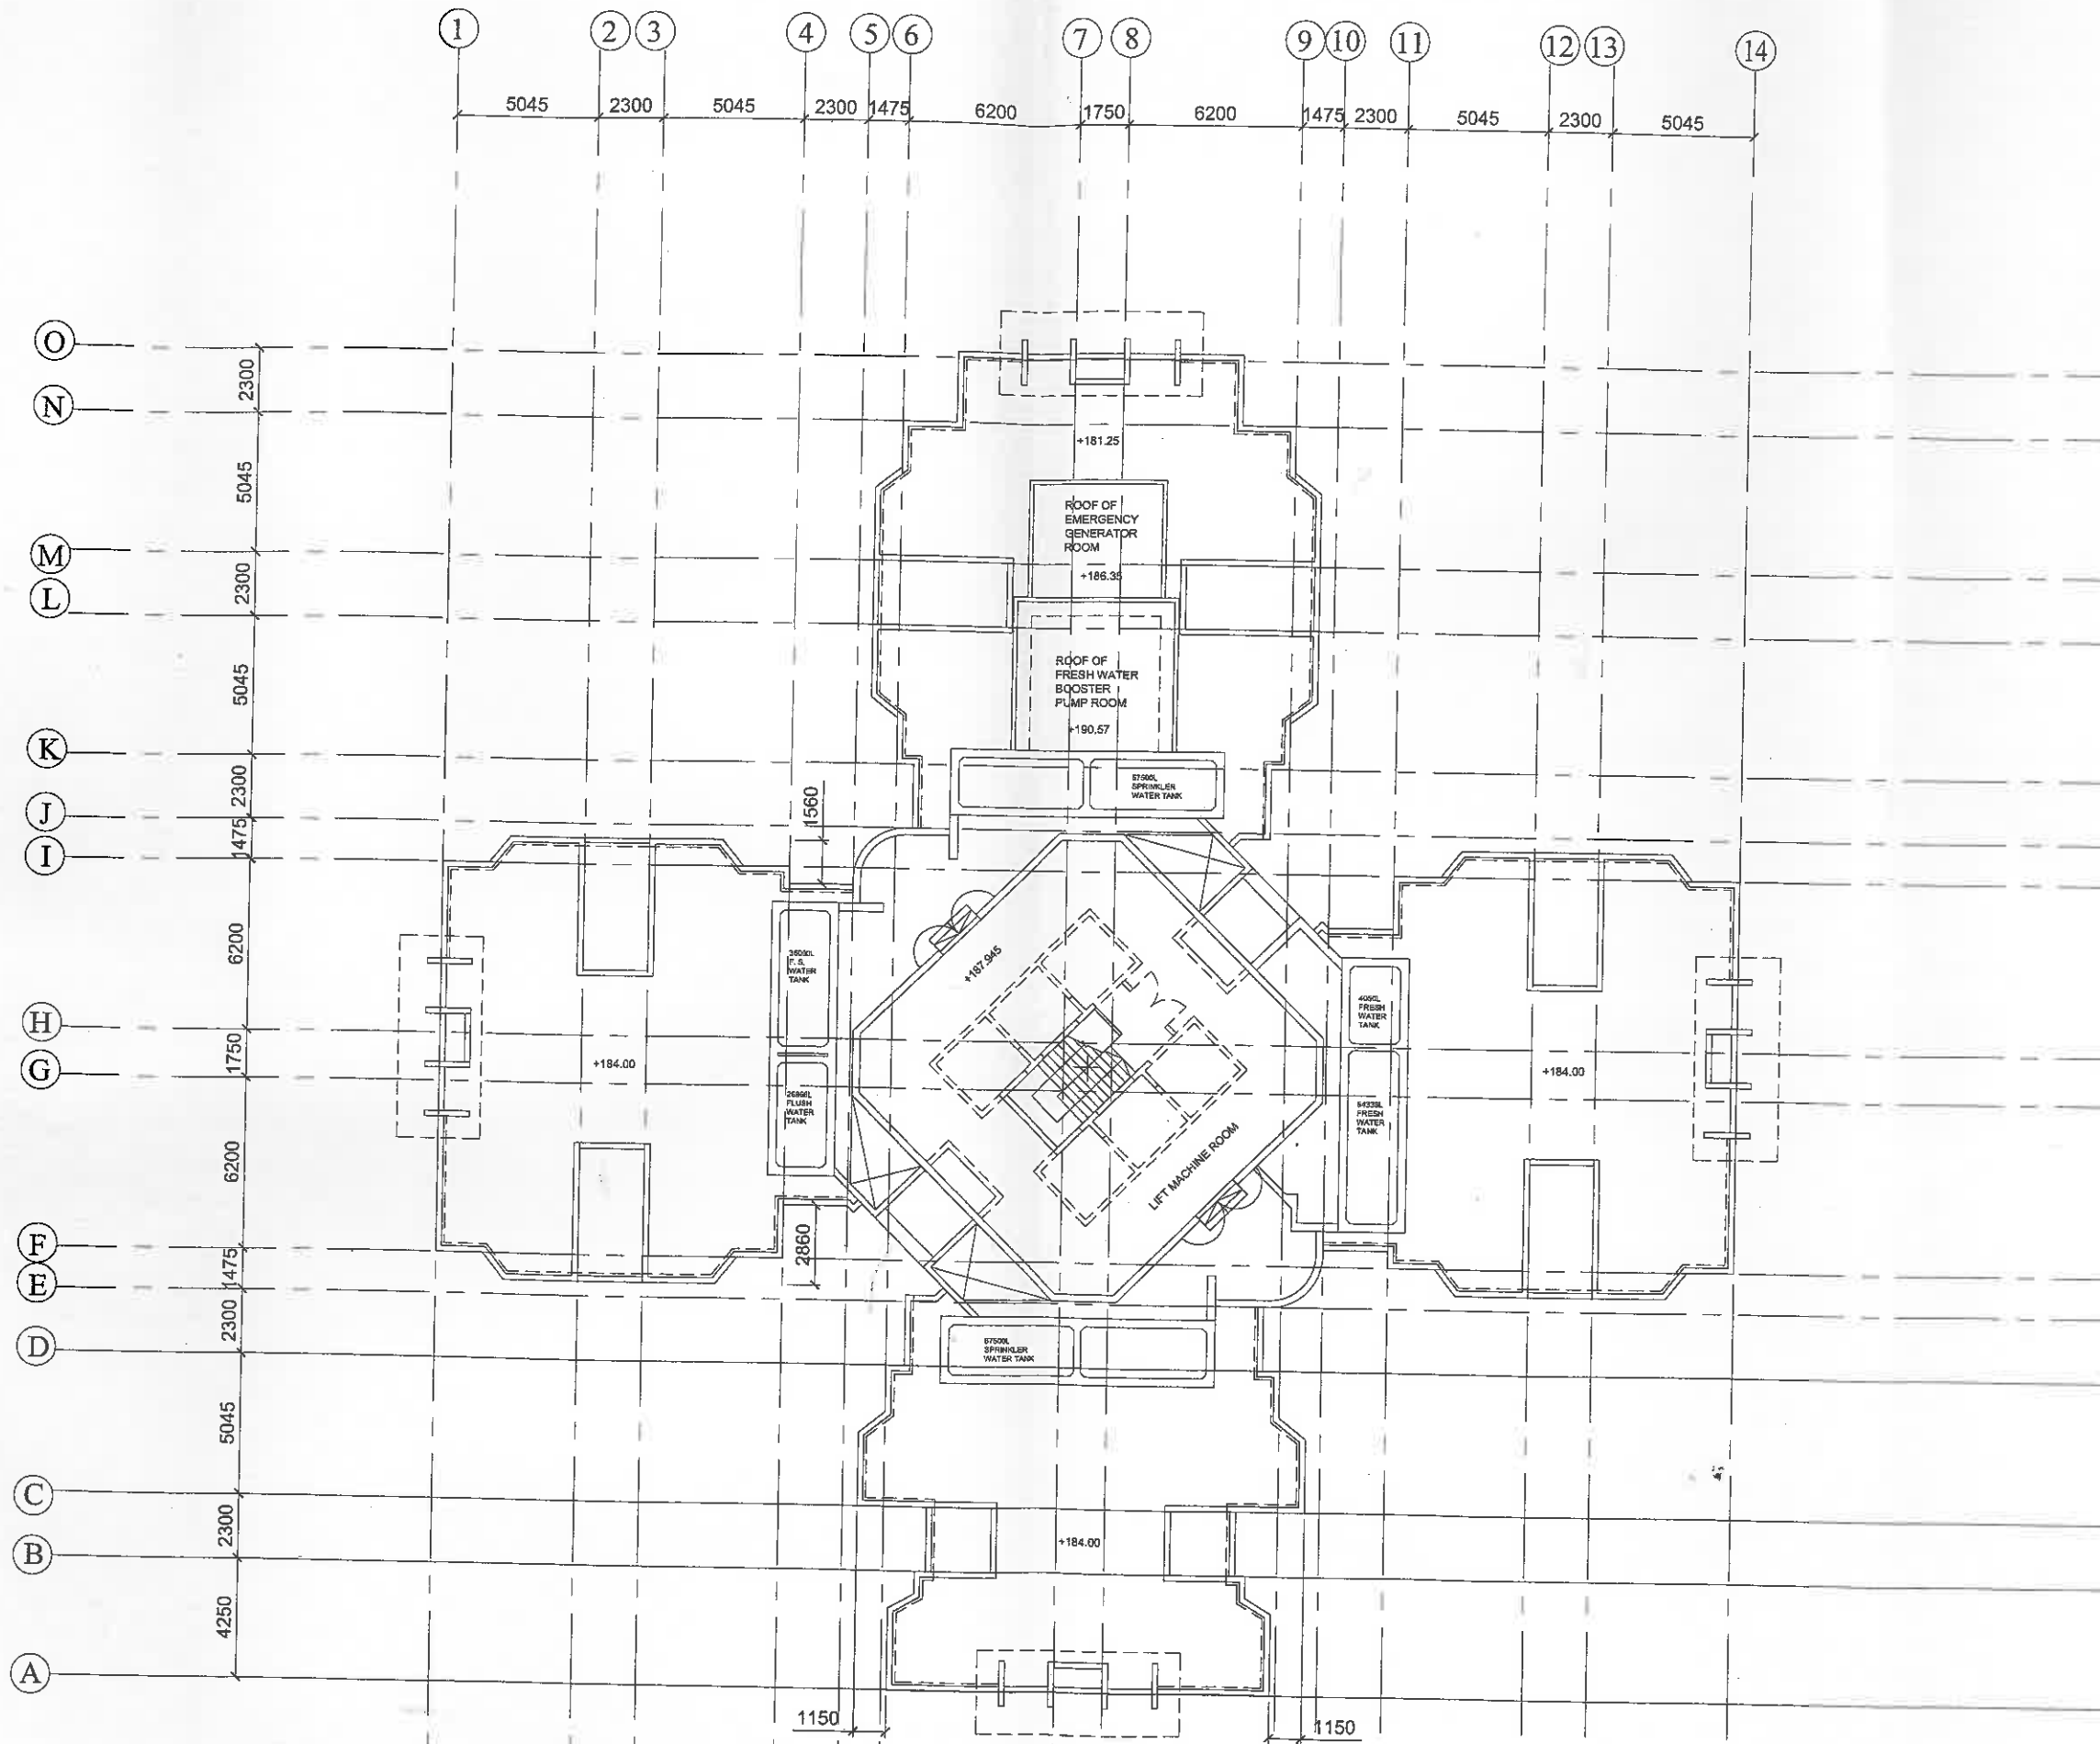 1 2 3 4 5 6 7 8 9 10 11 12 13 14
5045 2300 5045 2300 1475 6200 1750 6200 1475 2300 5045 2300 5045
O
2300
N
+181.25
5045
ROOF OF
EMERGENCY
GENERATOR
ROOM
+186.35
M
2300
L
5045
ROOF OF
FRESH WATER
BOOSTER
PUMP ROOM
+190.57
K
2300
57500L
SPRINKLER
WATER TANK
1560
J
1475
I
6200
F. S.
WATER
TANK
+187.945
FRESH
WATER
TANK
H
1750
+184.00
+184.00
G
FLUSH
WATER
TANK
FRESH
WATER
TANK
LIFT MACHINE ROOM
6200
F
1475
2860
E
2300
D
57500L
SPRINKLER
WATER TANK
5045
C
2300
+184.00
B
4250
A
1150
1150